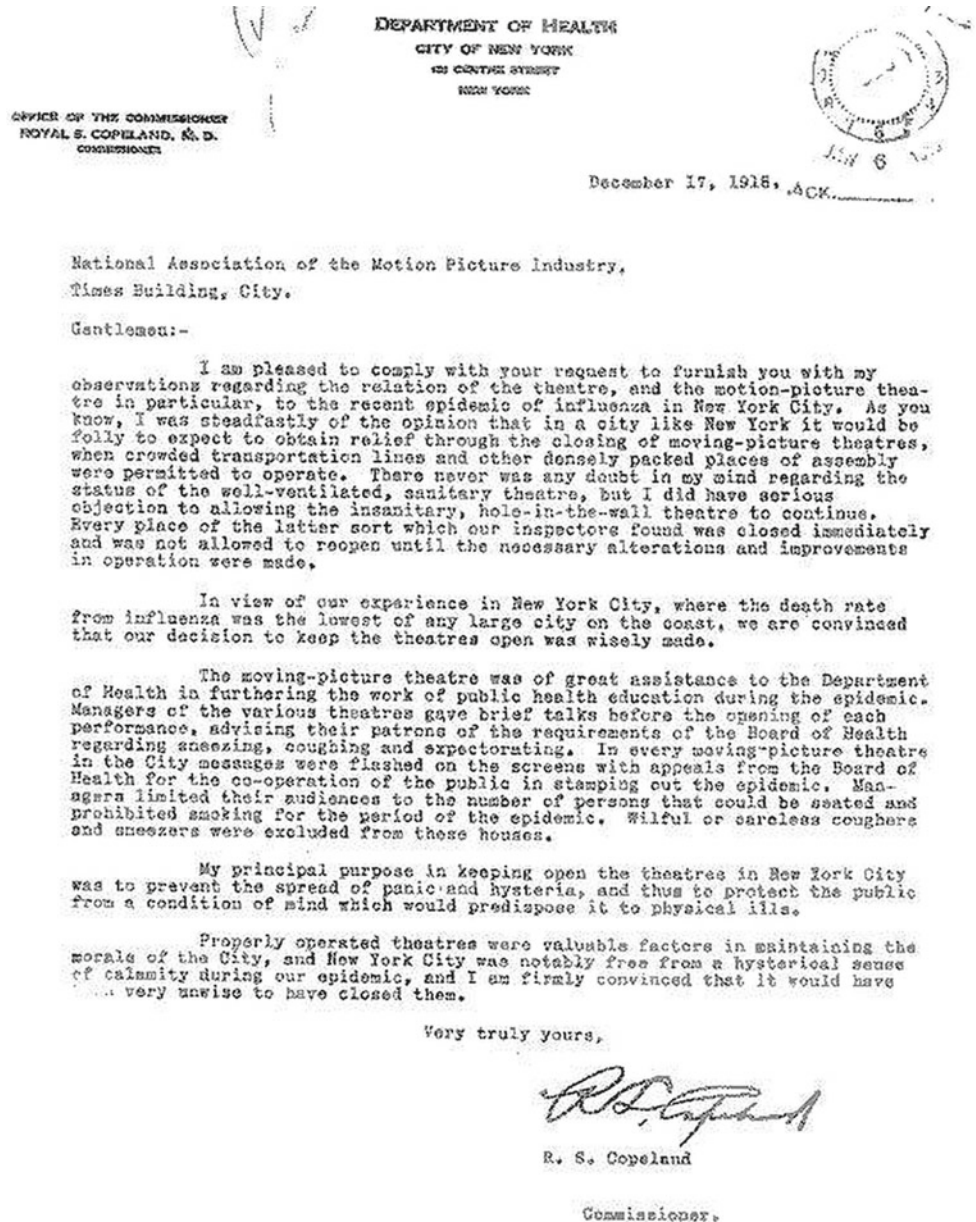 DEPARTMENT OF HEALTH
CITY OF NEW YORK
CENTRE STREET
NEW YORK
OFFICE OF THE COMMISSIONER
ROYAL S. COPELAND, M. D.
COMMISSIONER
JAN 6
December 17, 1918.
ACK.
National Association of the Motion Picture Industry,
Times Building, City.
Gentlemen:-
I am pleased to comply with your request to furnish you with my
observations regarding the relation of the theatre, and the motion-picture thea-
tre in particular, to the recent epidemic of influenza in New York City. As you
know, I was steadfastly of the opinion that in a city like New York it would be
folly to expect to obtain relief through the closing of moving-picture theatres,
when crowded transportation lines and other densely packed places of assembly
were permitted to operate. There never was any doubt in my mind regarding the
status of the well-ventilated, sanitary theatre, but I did have serious
objection to allowing the insanitary, hole-in-the-wall theatre to continue.
Every place of the latter sort which our inspectors found was closed immediately
and was not allowed to reopen until the necessary alterations and improvements
in operation were made.
In view of our experience in New York City, where the death rate
from influenza was the lowest of any large city on the coast, we are convinced
that our decision to keep the theatres open was wisely made.
The moving-picture theatre was of great assistance to the Department
of Health in furthering the work of public health education during the epidemic.
Managers of the various theatres gave brief talks before the opening of each
performance, advising their patrons of the requirements of the Board of Health
regarding sneezing, coughing and expectorating. In every moving-picture theatre
in the City messages were flashed on the screens with appeals from the Board of
Health for the co-operation of the public in stamping out the epidemic. Man-
agers limited their audiences to the number of persons that could be seated and
prohibited smoking for the period of the epidemic. Wilful or careless coughers
and sneezers were excluded from these houses.
My principal purpose in keeping open the theatres in New York City
was to prevent the spread of panic and hysteria, and thus to protect the public
from a condition of mind which would predispose it to physical ills.
Properly operated theatres were valuable factors in maintaining the
morale of the City, and New York City was notably free from a hysterical sense
of calamity during our epidemic, and I am firmly convinced that it would have
very unwise to have closed them.
Very truly yours,
R. S. Copeland
R. S. Copeland
Commissioner.